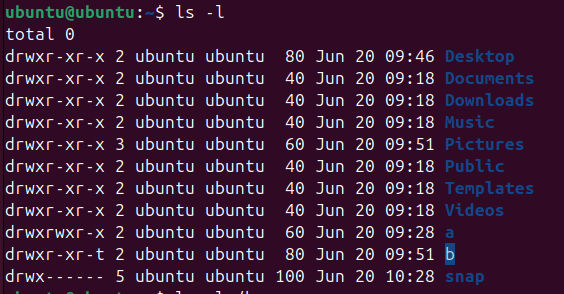 ubuntu@ubuntu:~$ ls -l
total 0
drwxr-xr-x 2 ubuntu ubuntu  80 Jun 20 09:46 Desktop
drwxr-xr-x 2 ubuntu ubuntu  40 Jun 20 09:18 Documents
drwxr-xr-x 2 ubuntu ubuntu  40 Jun 20 09:18 Downloads
drwxr-xr-x 2 ubuntu ubuntu  40 Jun 20 09:18 Music
drwxr-xr-x 3 ubuntu ubuntu  60 Jun 20 09:51 Pictures
drwxr-xr-x 2 ubuntu ubuntu  40 Jun 20 09:18 Public
drwxr-xr-x 2 ubuntu ubuntu  40 Jun 20 09:18 Templates
drwxr-xr-x 2 ubuntu ubuntu  40 Jun 20 09:18 Videos
drwxrwxr-x 2 ubuntu ubuntu  60 Jun 20 09:28 a
drwxr-xr-t 2 ubuntu ubuntu  80 Jun 20 09:51 b
drwx------ 5 ubuntu ubuntu 100 Jun 20 10:28 snap